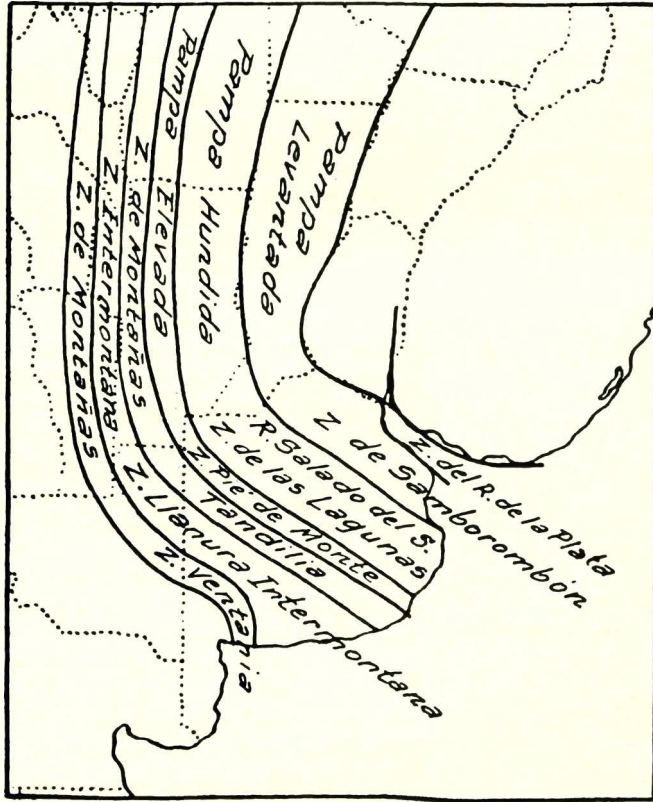 Z. de Montañas
Z. Intermontana
Z. de Montañas
Pampa Elevada
Pampa Hundida
Pampa
Levantada
Z. del R. de la Plata
Z de Samborombón
R Salado del S.
Z de las Lagunas
Z. Pie de Monte
Tandilia
Z. Llanura Intermontana
Z. Ventania